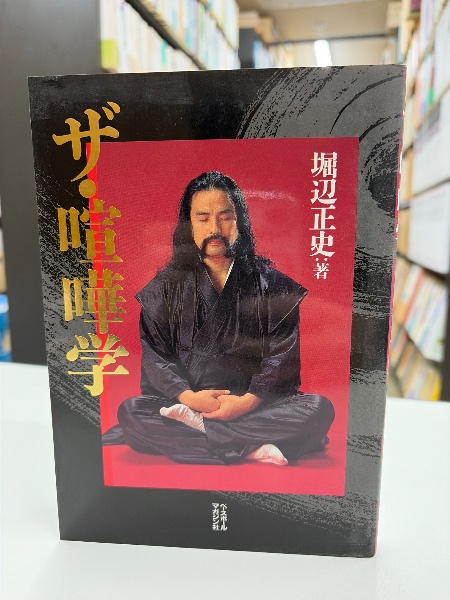 ザ・喧嘩学
堀辺正史:著
ベースボール
マガジン社